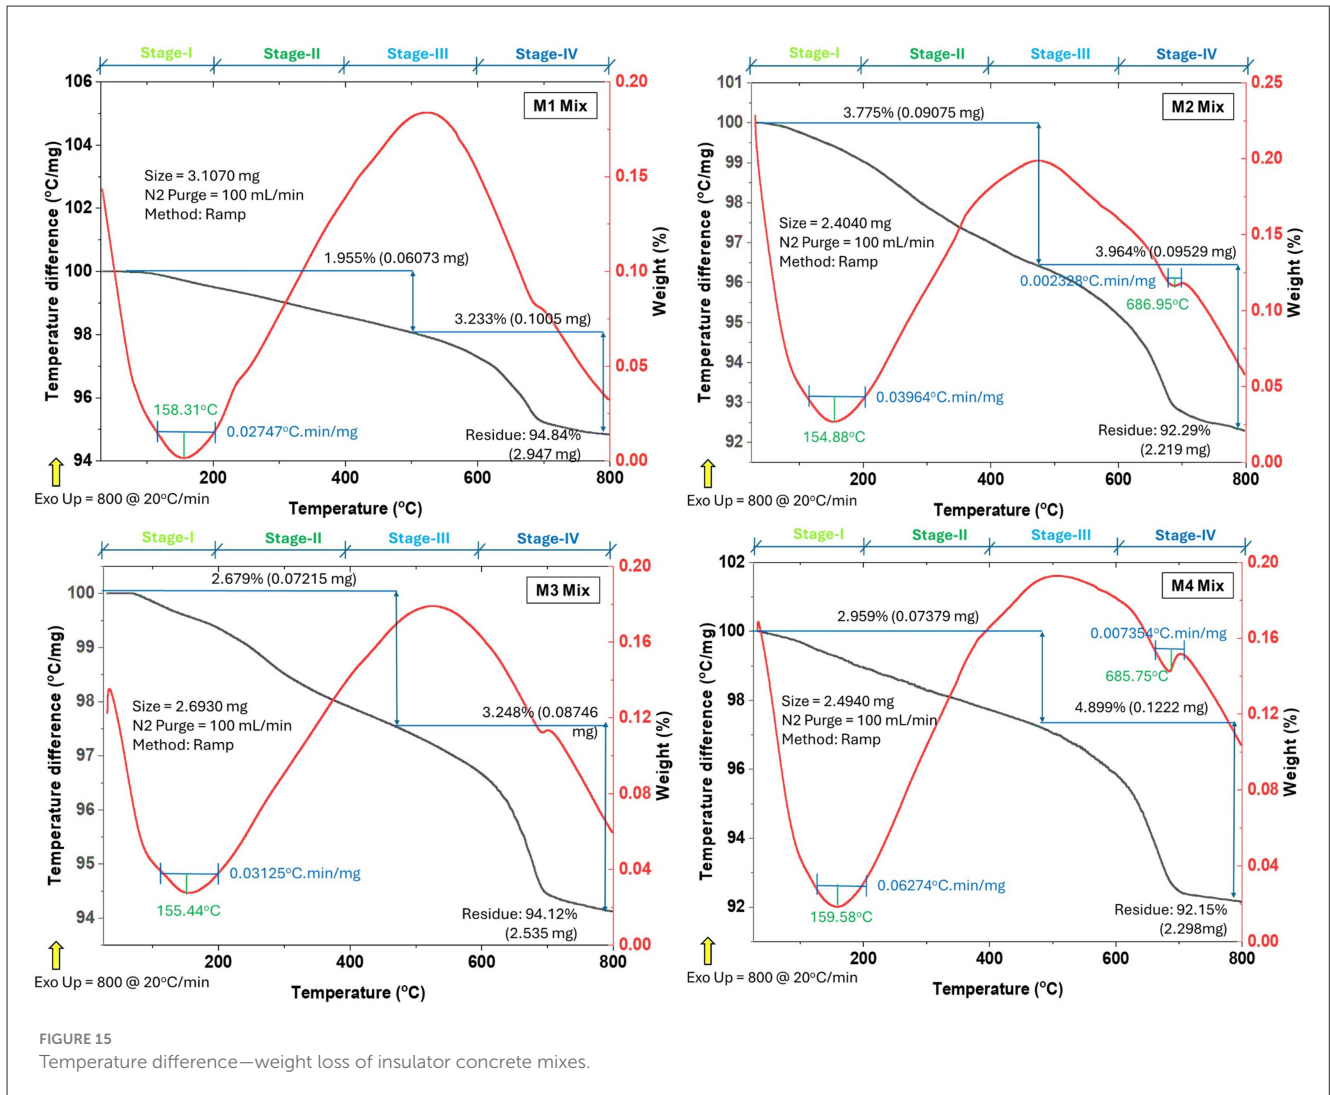 Stage-I Stage-II Stage-III Stage-IV
106
105
104
103
102
100
98
96
94
Temperature difference (°C/mg)
M1 Mix
Size = 3.1070 mg
N2 Purge = 100 mL/min
Method: Ramp
1.955% (0.06073 mg)
3.233% (0.1005 mg)
158.31°C
0.02747°C.min/mg
Residue: 94.84%
(2.947 mg)
0.20
0.15
0.10
0.05
0.00
Weight (%)
200 400 600 800
Exo Up = 800 @ 20°C/min
Temperature (°C)
Stage-I Stage-II Stage-III Stage-IV
101
100
99
98
97
96
95
94
93
92
Temperature difference (°C/mg)
M2 Mix
3.775% (0.09075 mg)
Size = 2.4040 mg
N2 Purge = 100 mL/min
Method: Ramp
3.964% (0.09529 mg)
0.002328°C.min/mg
686.95°C
0.03964°C.min/mg
154.88°C
Residue: 92.29%
(2.219 mg)
0.25
0.20
0.15
0.10
0.05
0.00
Weight (%)
200 400 600 800
Exo Up = 800 @ 20°C/min
Temperature (°C)
Stage-I Stage-II Stage-III Stage-IV
100
99
98
97
96
95
94
Temperature difference (°C/mg)
2.679% (0.07215 mg)
M3 Mix
Size = 2.6930 mg
N2 Purge = 100 mL/min
Method: Ramp
3.248% (0.08746
mg)
0.03125°C.min/mg
155.44°C
Residue: 94.12%
(2.535 mg)
0.20
0.16
0.12
0.08
0.04
0.00
Weight (%)
200 400 600 800
Exo Up = 800 @ 20°C/min
Temperature (°C)
Stage-I Stage-II Stage-III Stage-IV
102
100
98
96
94
92
Temperature difference (°C/mg)
M4 Mix
2.959% (0.07379 mg)
0.007354°C.min/mg
685.75°C
Size = 2.4940 mg
N2 Purge = 100 mL/min
Method: Ramp
4.899% (0.1222 mg)
0.06274°C.min/mg
159.58°C
Residue: 92.15%
(2.298mg)
0.20
0.16
0.12
0.08
0.04
0.00
Weight (%)
200 400 600 800
Exo Up = 800 @ 20°C/min
Temperature (°C)
FIGURE 15
Temperature difference—weight loss of insulator concrete mixes.